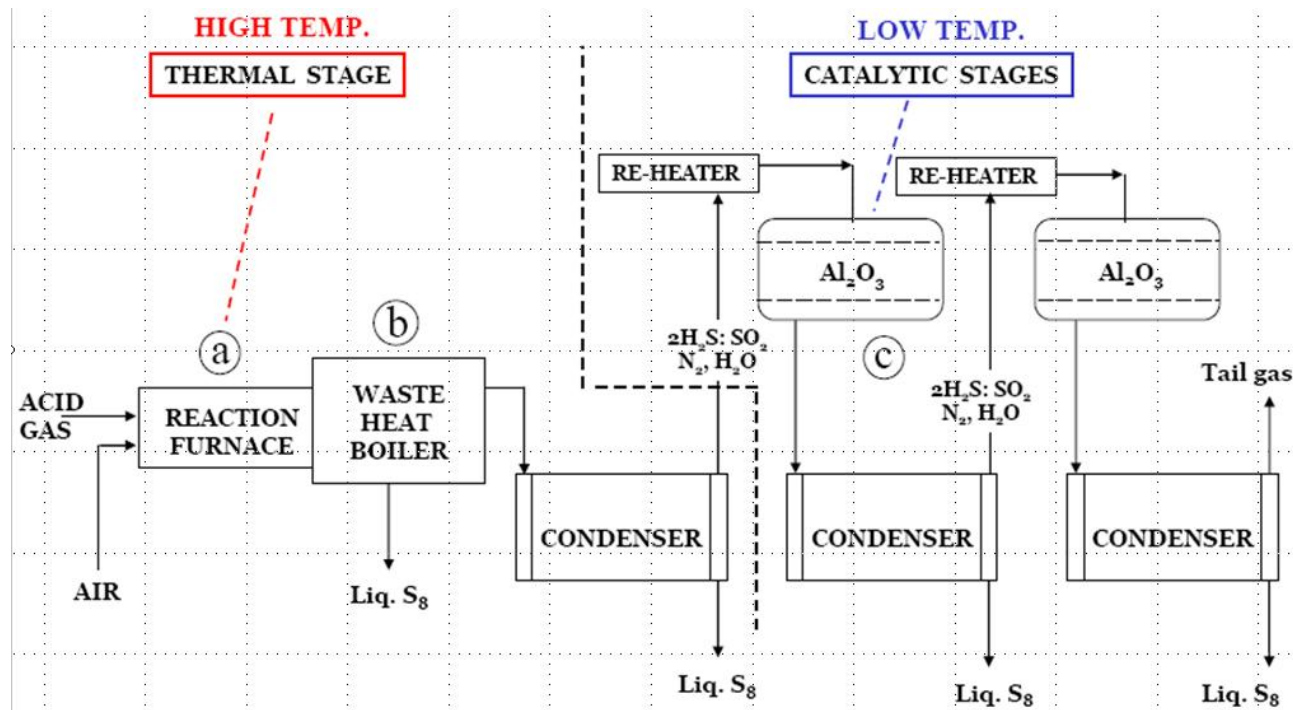 HIGH TEMP.
THERMAL STAGE
LOW TEMP.
CATALYTIC STAGES
RE-HEATER
RE-HEATER
Al₂O₃
Al₂O₃
a
b
c
2H₂S: SO₂
N₂, H₂O
2H₂S: SO₂
N₂, H₂O
Tail gas
ACID
GAS
REACTION
FURNACE
WASTE
HEAT
BOILER
CONDENSER
CONDENSER
CONDENSER
AIR
Liq. S₈
Liq. S₈
Liq. S₈
Liq. S₈